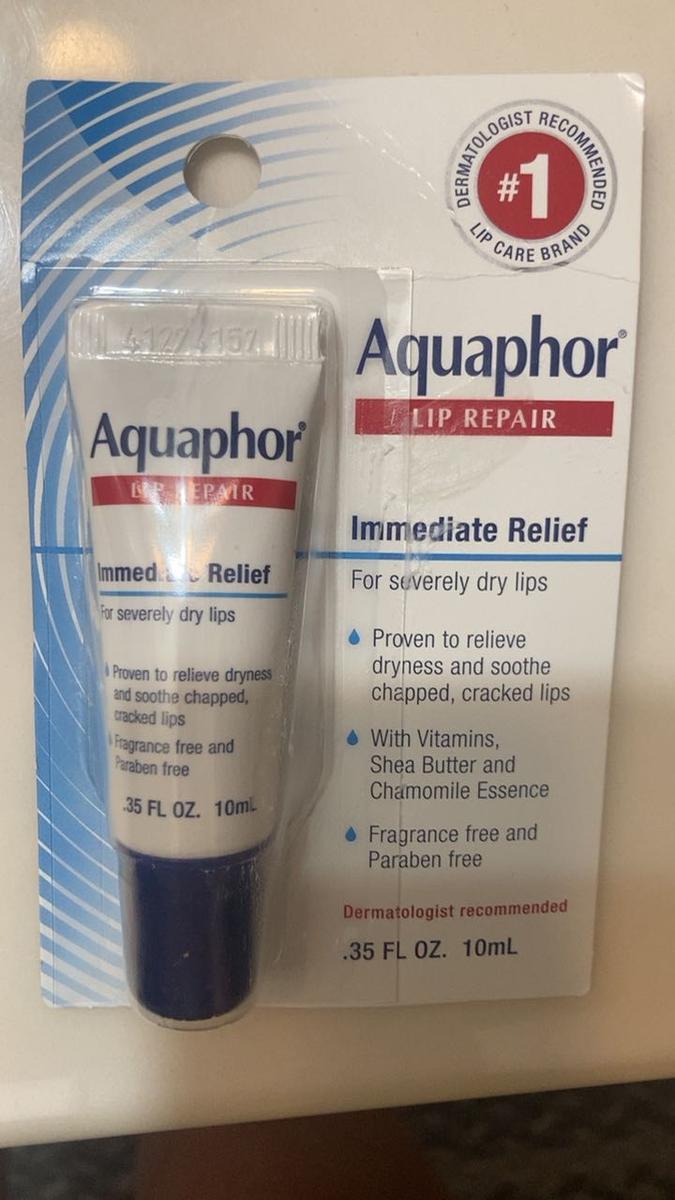 DERMATOLOGIST RECOMMENDED
#1
LIP CARE BRAND
Aquaphor®
LIP REPAIR
Immediate Relief
For severely dry lips
Proven to relieve
dryness and soothe
chapped, cracked lips
With Vitamins,
Shea Butter and
Chamomile Essence
Fragrance free and
Paraben free
Dermatologist recommended
.35 FL OZ. 10mL
Aquaphor®
LIP REPAIR
Immediate Relief
For severely dry lips
Proven to relieve dryness
and soothe chapped,
cracked lips
Fragrance free and
Paraben free
.35 FL OZ. 10mL